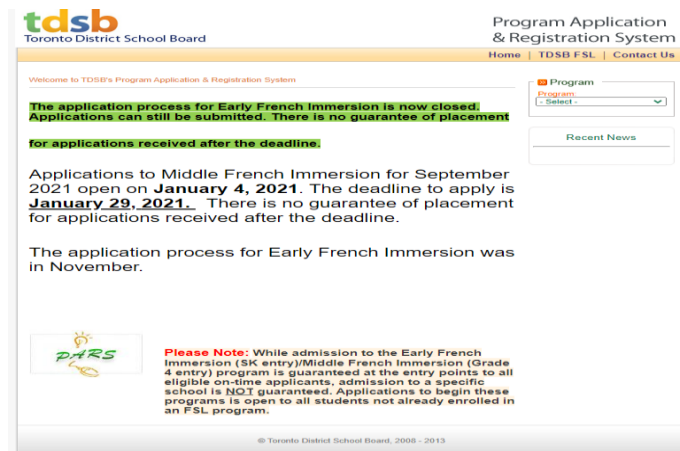 tdsb
Toronto District School Board
Program Application
& Registration System
Home | TDSB FSL | Contact Us
Welcome to TDSB's Program Application & Registration System
The application process for Early French Immersion is now closed.
Applications can still be submitted. There is no guarantee of placement
for applications received after the deadline.
Applications to Middle French Immersion for September
2021 open on January 4, 2021. The deadline to apply is
January 29, 2021. There is no guarantee of placement
for applications received after the deadline.
The application process for Early French Immersion was
in November.
Program
Program:
- Select -
Recent News
PARS
Please Note: While admission to the Early French
Immersion (SK entry)/Middle French Immersion (Grade
4 entry) program is guaranteed at the entry points to all
eligible on-time applicants, admission to a specific
school is NOT guaranteed. Applications to begin these
programs is open to all students not already enrolled in
an FSL program.
© Toronto District School Board, 2008 - 2013